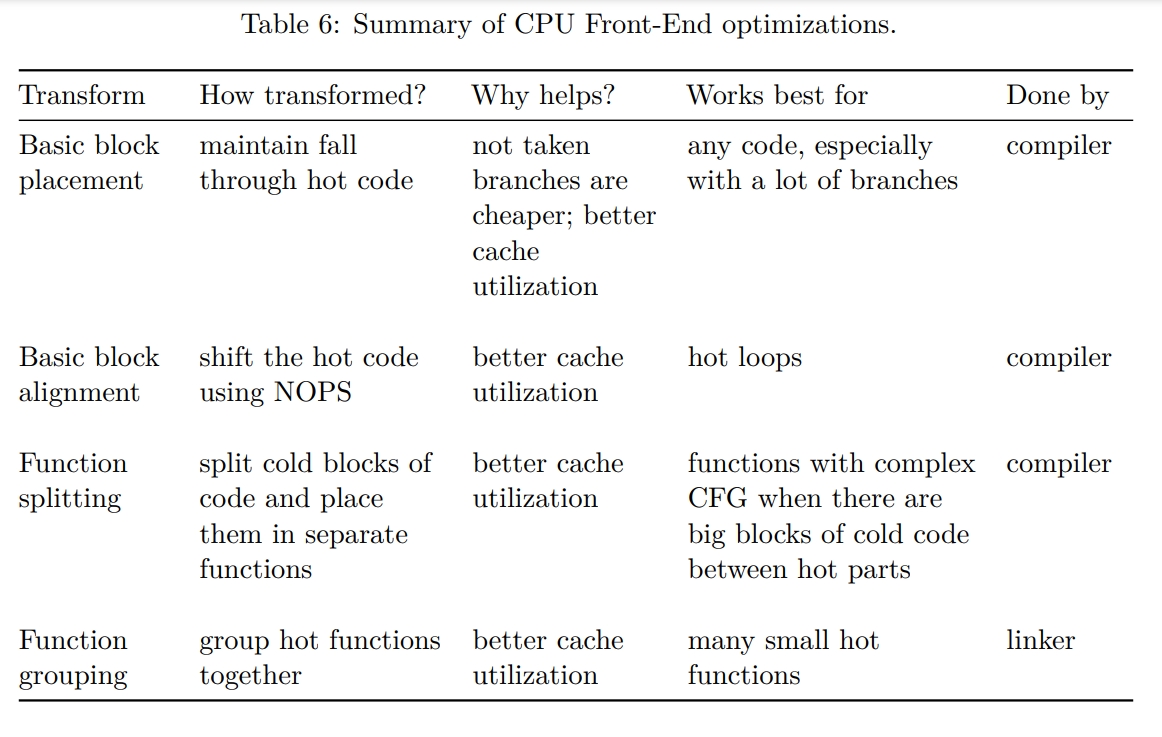 Table 6: Summary of CPU Front-End optimizations.
Transform How transformed? Why helps? Works best for Done by
Basic block maintain fall not taken any code, especially compiler
placement through hot code branches are with a lot of branches
cheaper; better
cache
utilization
Basic block shift the hot code better cache hot loops compiler
alignment using NOPS utilization
Function split cold blocks of better cache functions with complex compiler
splitting code and place utilization CFG when there are
them in separate big blocks of cold code
functions between hot parts
Function group hot functions better cache many small hot linker
grouping together utilization functions